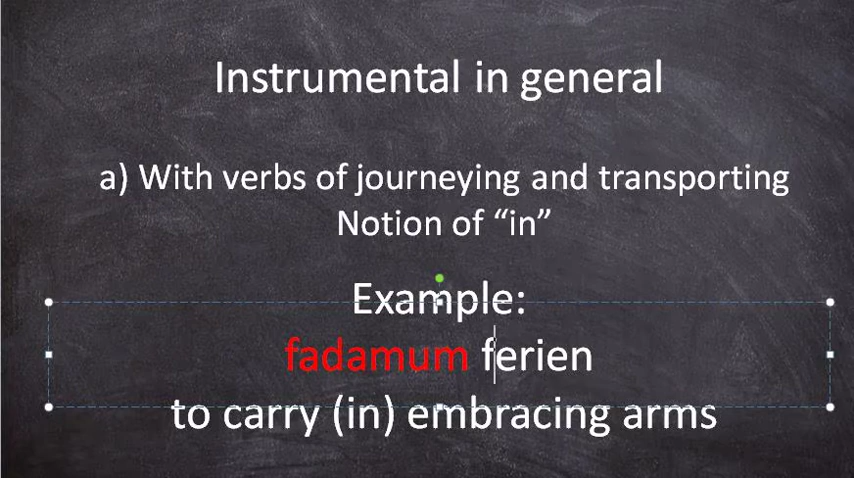 Instrumental in general
a) With verbs of journeying and transporting
Notion of “in”
Example:
fadamum ferien
to carry (in) embracing arms